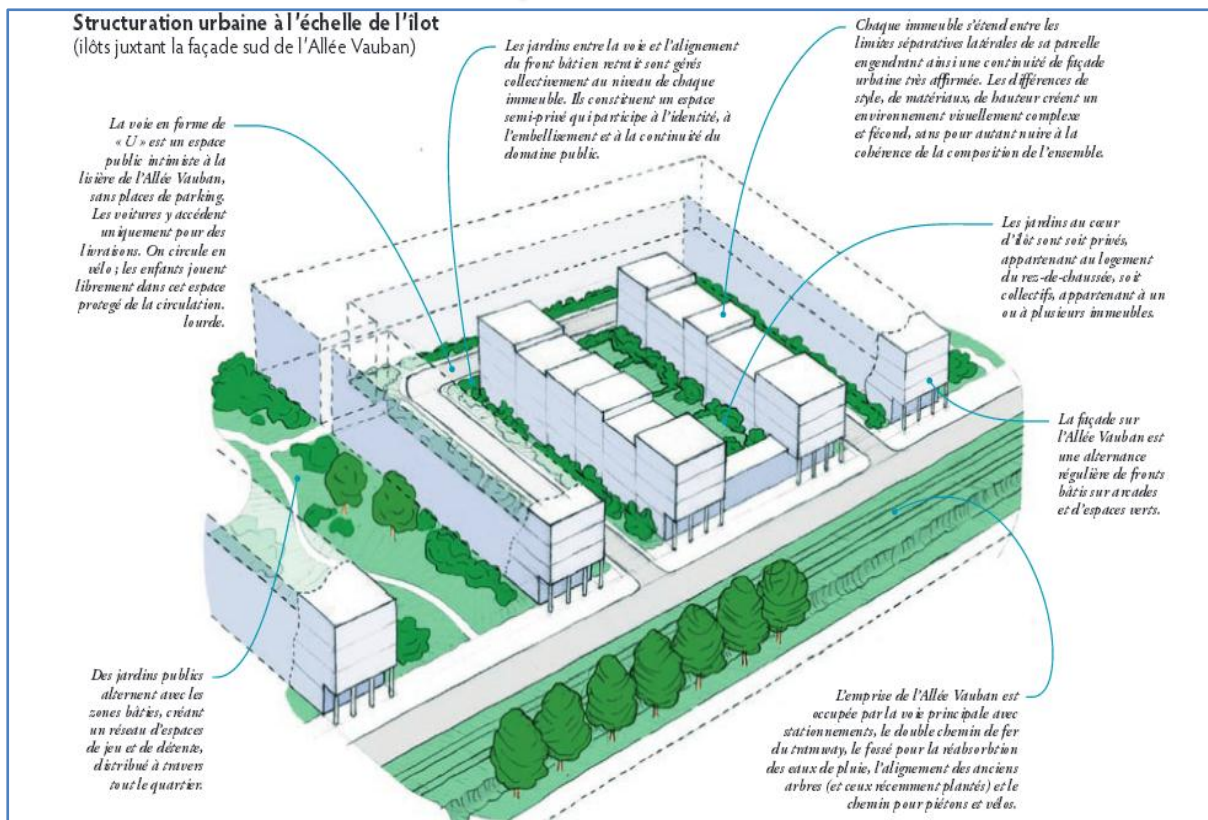 Structuration urbaine à l'échelle de l'îlot
(ilôts juxtant la façade sud de l'Allée Vauban)
Les jardins entre la voie et l'alignement
du front bâti en retrait sont gérés
collectivement au niveau de chaque
immeuble. Ils constituent un espace
semi-privé qui participe à l'identité, à
l'embellisement et à la continuité du
domaine public.
Chaque immeuble s'étend entre les
limites séparatives latérales de sa parcelle
engendrant ainsi une continuité de façade
urbaine très affirmée. Les différences de
style, de matériaux, de hauteur créent un
environnement visuellement complexe
et fécond, sans pour autant nuire à la
cohérence de la composition de l'ensemble.
La voie en forme de
« U » est un espace
public intimiste à la
lisière de l'Allée Vauban,
sans places de parking.
Les voitures y accédent
uniquement pour des
livraisons. On circule en
vélo ; les enfants jouent
librement dans cet espace
protegé de la circulation
lourde.
Les jardins au cœur
d'îlot sont soit privés,
appartenant au logement
du rez-de-chaussée, soit
collectifs, appartenant à un
ou à plusieurs immeubles.
La façade sur
l'Allée Vauban est
une alternance
régulière de fronts
bâtis sur arcades
et d'espaces verts.
Des jardins publics
alternent avec les
zones bâties, créant
un réseau d'espaces
de jeu et de détente,
distribué à travers
tout le quartier.
L'emprise de l'Allée Vauban est
occupée par la voie principale avec
stationnements, le double chemin de fer
du tramway, le fossé pour la réabsorbtion
des eaux de pluie, l'alignement des anciens
arbres (et ceux récemment plantés) et le
chemin pour piétons et vélos.